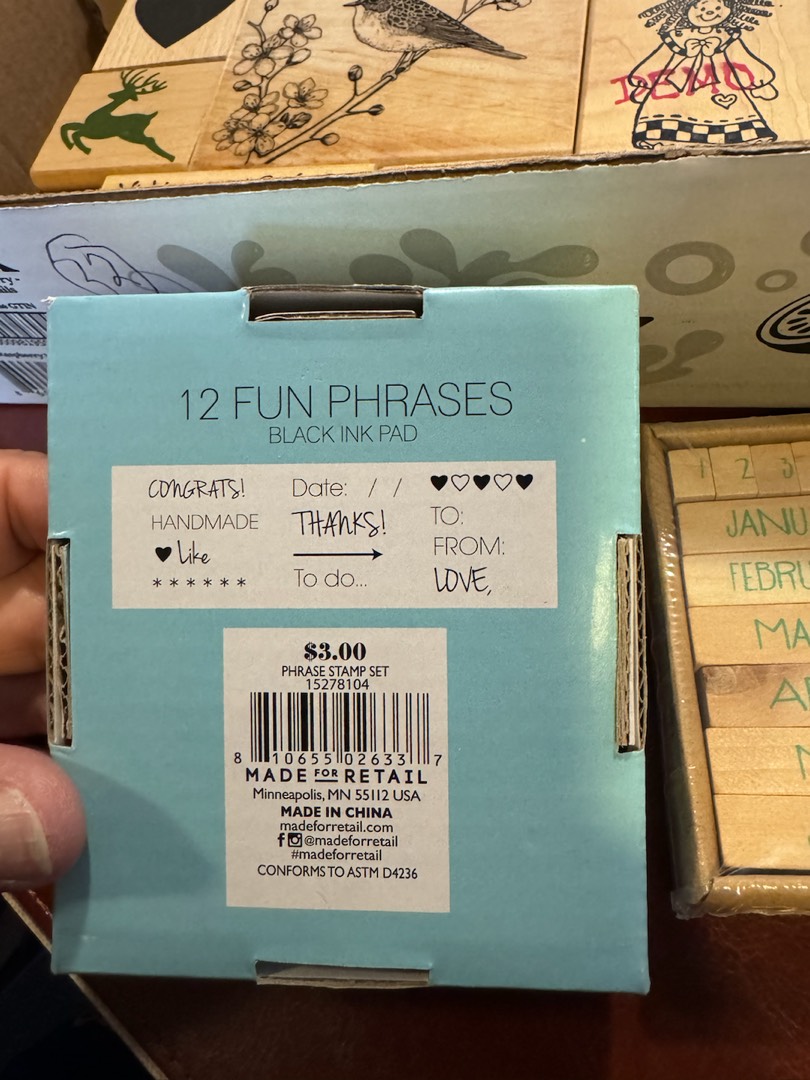 DEMO
12 FUN PHRASES
BLACK INK PAD
CONGRATS!
HANDMADE
♥ Like
******
Date: / /
THANKS!
To do...
♥♡♥♡♥
TO:
FROM:
LOVE,
$3.00
PHRASE STAMP SET
15278104
8 10655 02633 7
MADE FOR RETAIL
Minneapolis, MN 55112 USA
MADE IN CHINA
madeforretail.com
@madeforretail
#madeforretail
CONFORMS TO ASTM D4236
1 2 3
JANU
FEBRU
MA